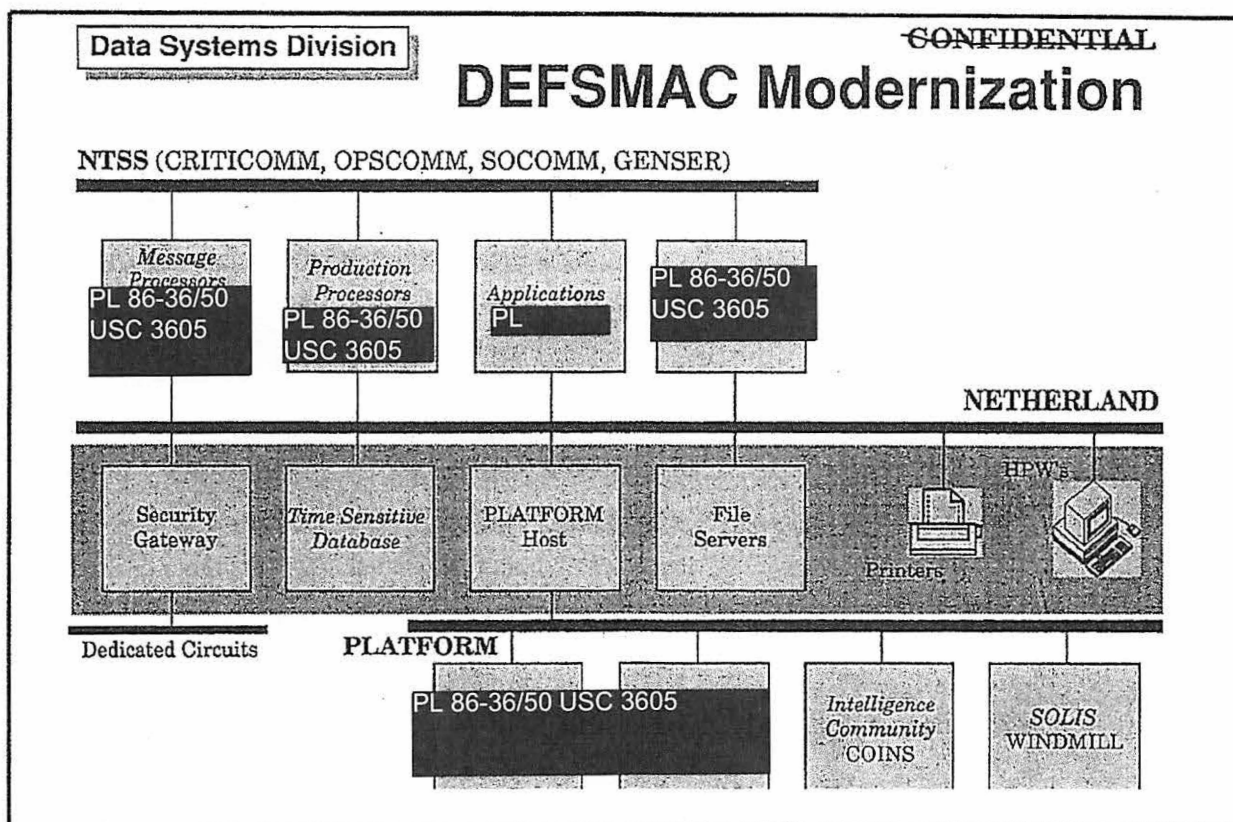 Data Systems Division
CONFIDENTIAL
DEFSMAC Modernization
NTSS (CRITICOMM, OPSCOMM, SOCOMM, GENSER)
Message
Processors
PL 86-36/50
USC 3605
Production
Processors
PL 86-36/50
USC 3605
Applications
PL
PL 86-36/50
USC 3605
NETHERLAND
Security
Gateway
Time Sensitive
Database
PLATFORM
Host
File
Servers
Printers
HPW's
Dedicated Circuits
PLATFORM
PL 86-36/50 USC 3605
Intelligence
Community
COINS
SOLIS
WINDMILL